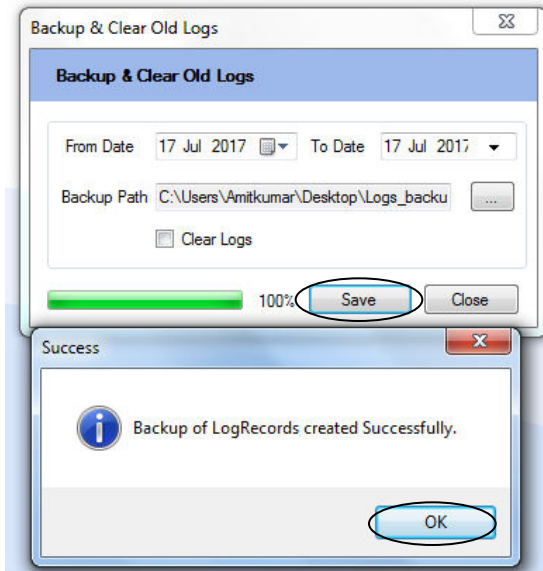 Backup & Clear Old Logs
Backup & Clear Old Logs
From Date 17 Jul 2017 To Date 17 Jul 2017
Backup Path C:\Users\Amitkumar\Desktop\Logs_backu ...
Clear Logs
100% Save Close
Success
Backup of LogRecords created Successfully.
OK